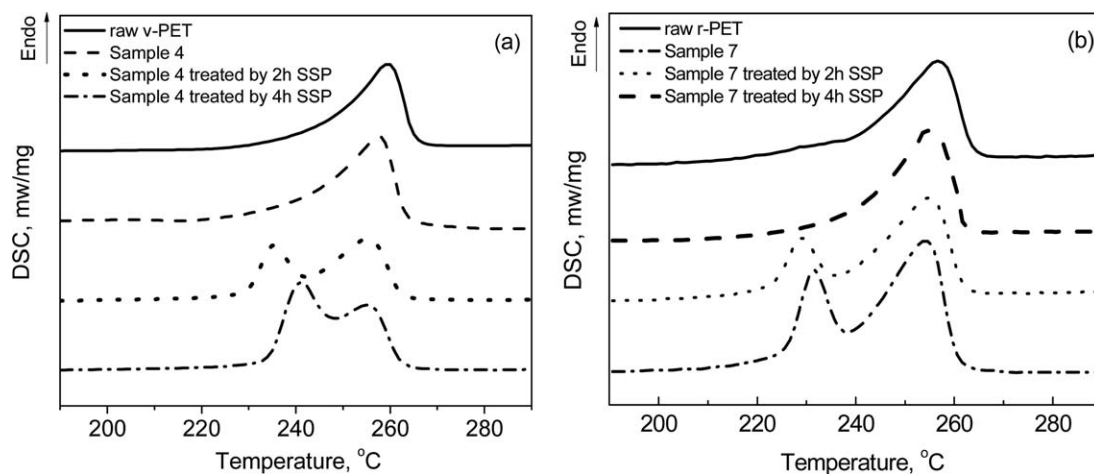 Endo
raw v-PET
Sample 4
Sample 4 treated by 2h SSP
Sample 4 treated by 4h SSP
(a)
DSC, mw/mg
200 220 240 260 280
Temperature, °C
Endo
raw r-PET
Sample 7
Sample 7 treated by 2h SSP
Sample 7 treated by 4h SSP
(b)
DSC, mw/mg
200 220 240 260 280
Temperature, °C